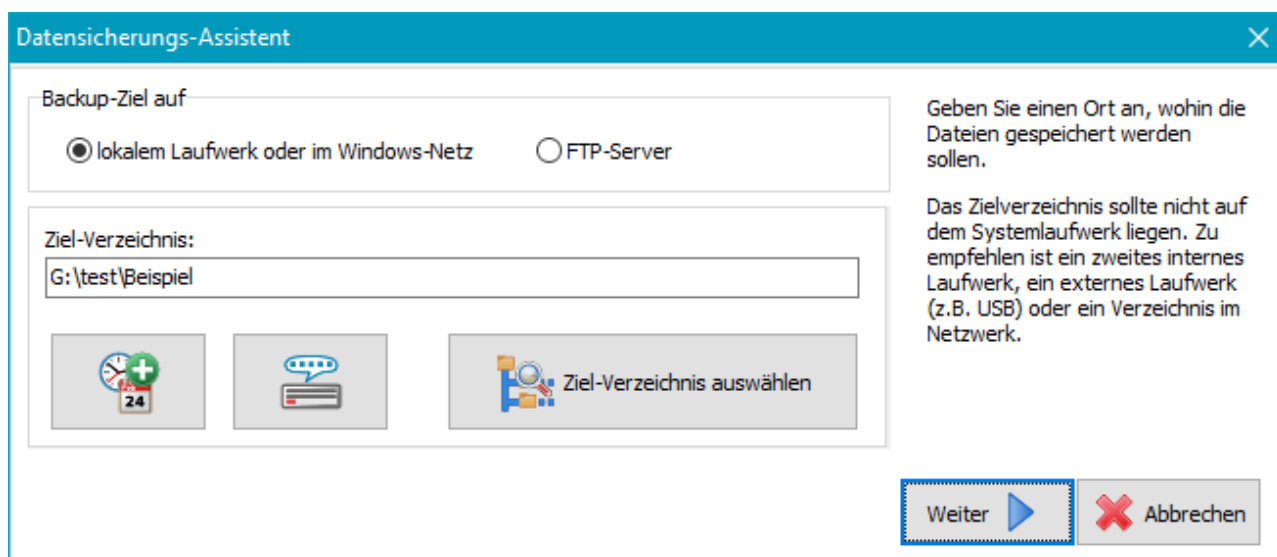 Datensicherungs-Assistent
Backup-Ziel auf
lokalem Laufwerk oder im Windows-Netz
FTP-Server
Geben Sie einen Ort an, wohin die
Dateien gespeichert werden
sollen.
Das Zielverzeichnis sollte nicht auf
dem Systemlaufwerk liegen. Zu
empfehlen ist ein zweites internes
Laufwerk, ein externes Laufwerk
(z.B. USB) oder ein Verzeichnis im
Netzwerk.
Ziel-Verzeichnis:
G:\test\Beispiel
24
Ziel-Verzeichnis auswählen
Weiter
Abbrechen